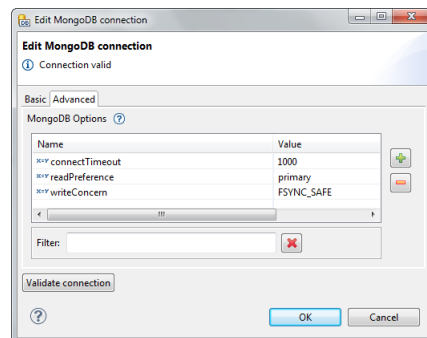 Edit MongoDB connection
Edit MongoDB connection
Connection valid
Basic Advanced
MongoDB Options
Name Value
x=y connectTimeout 1000
x=y readPreference primary
x=y writeConcern FSYNC_SAFE
Filter:
Validate connection
OK Cancel